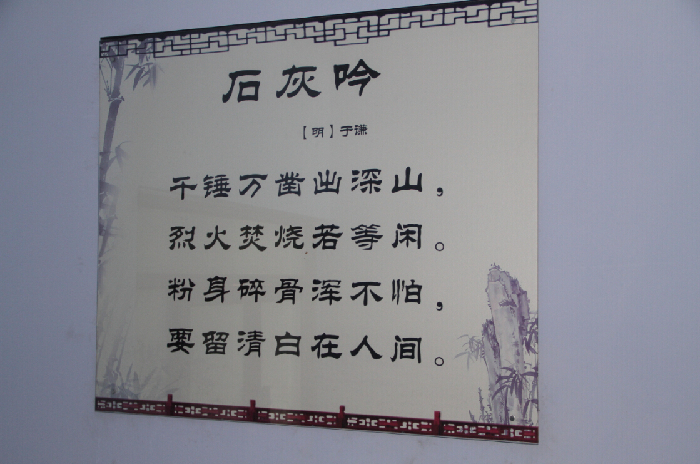 石灰吟
【明】于谦
千锤万凿出深山，
烈火焚烧若等闲。
粉身碎骨浑不怕，
要留清白在人间。